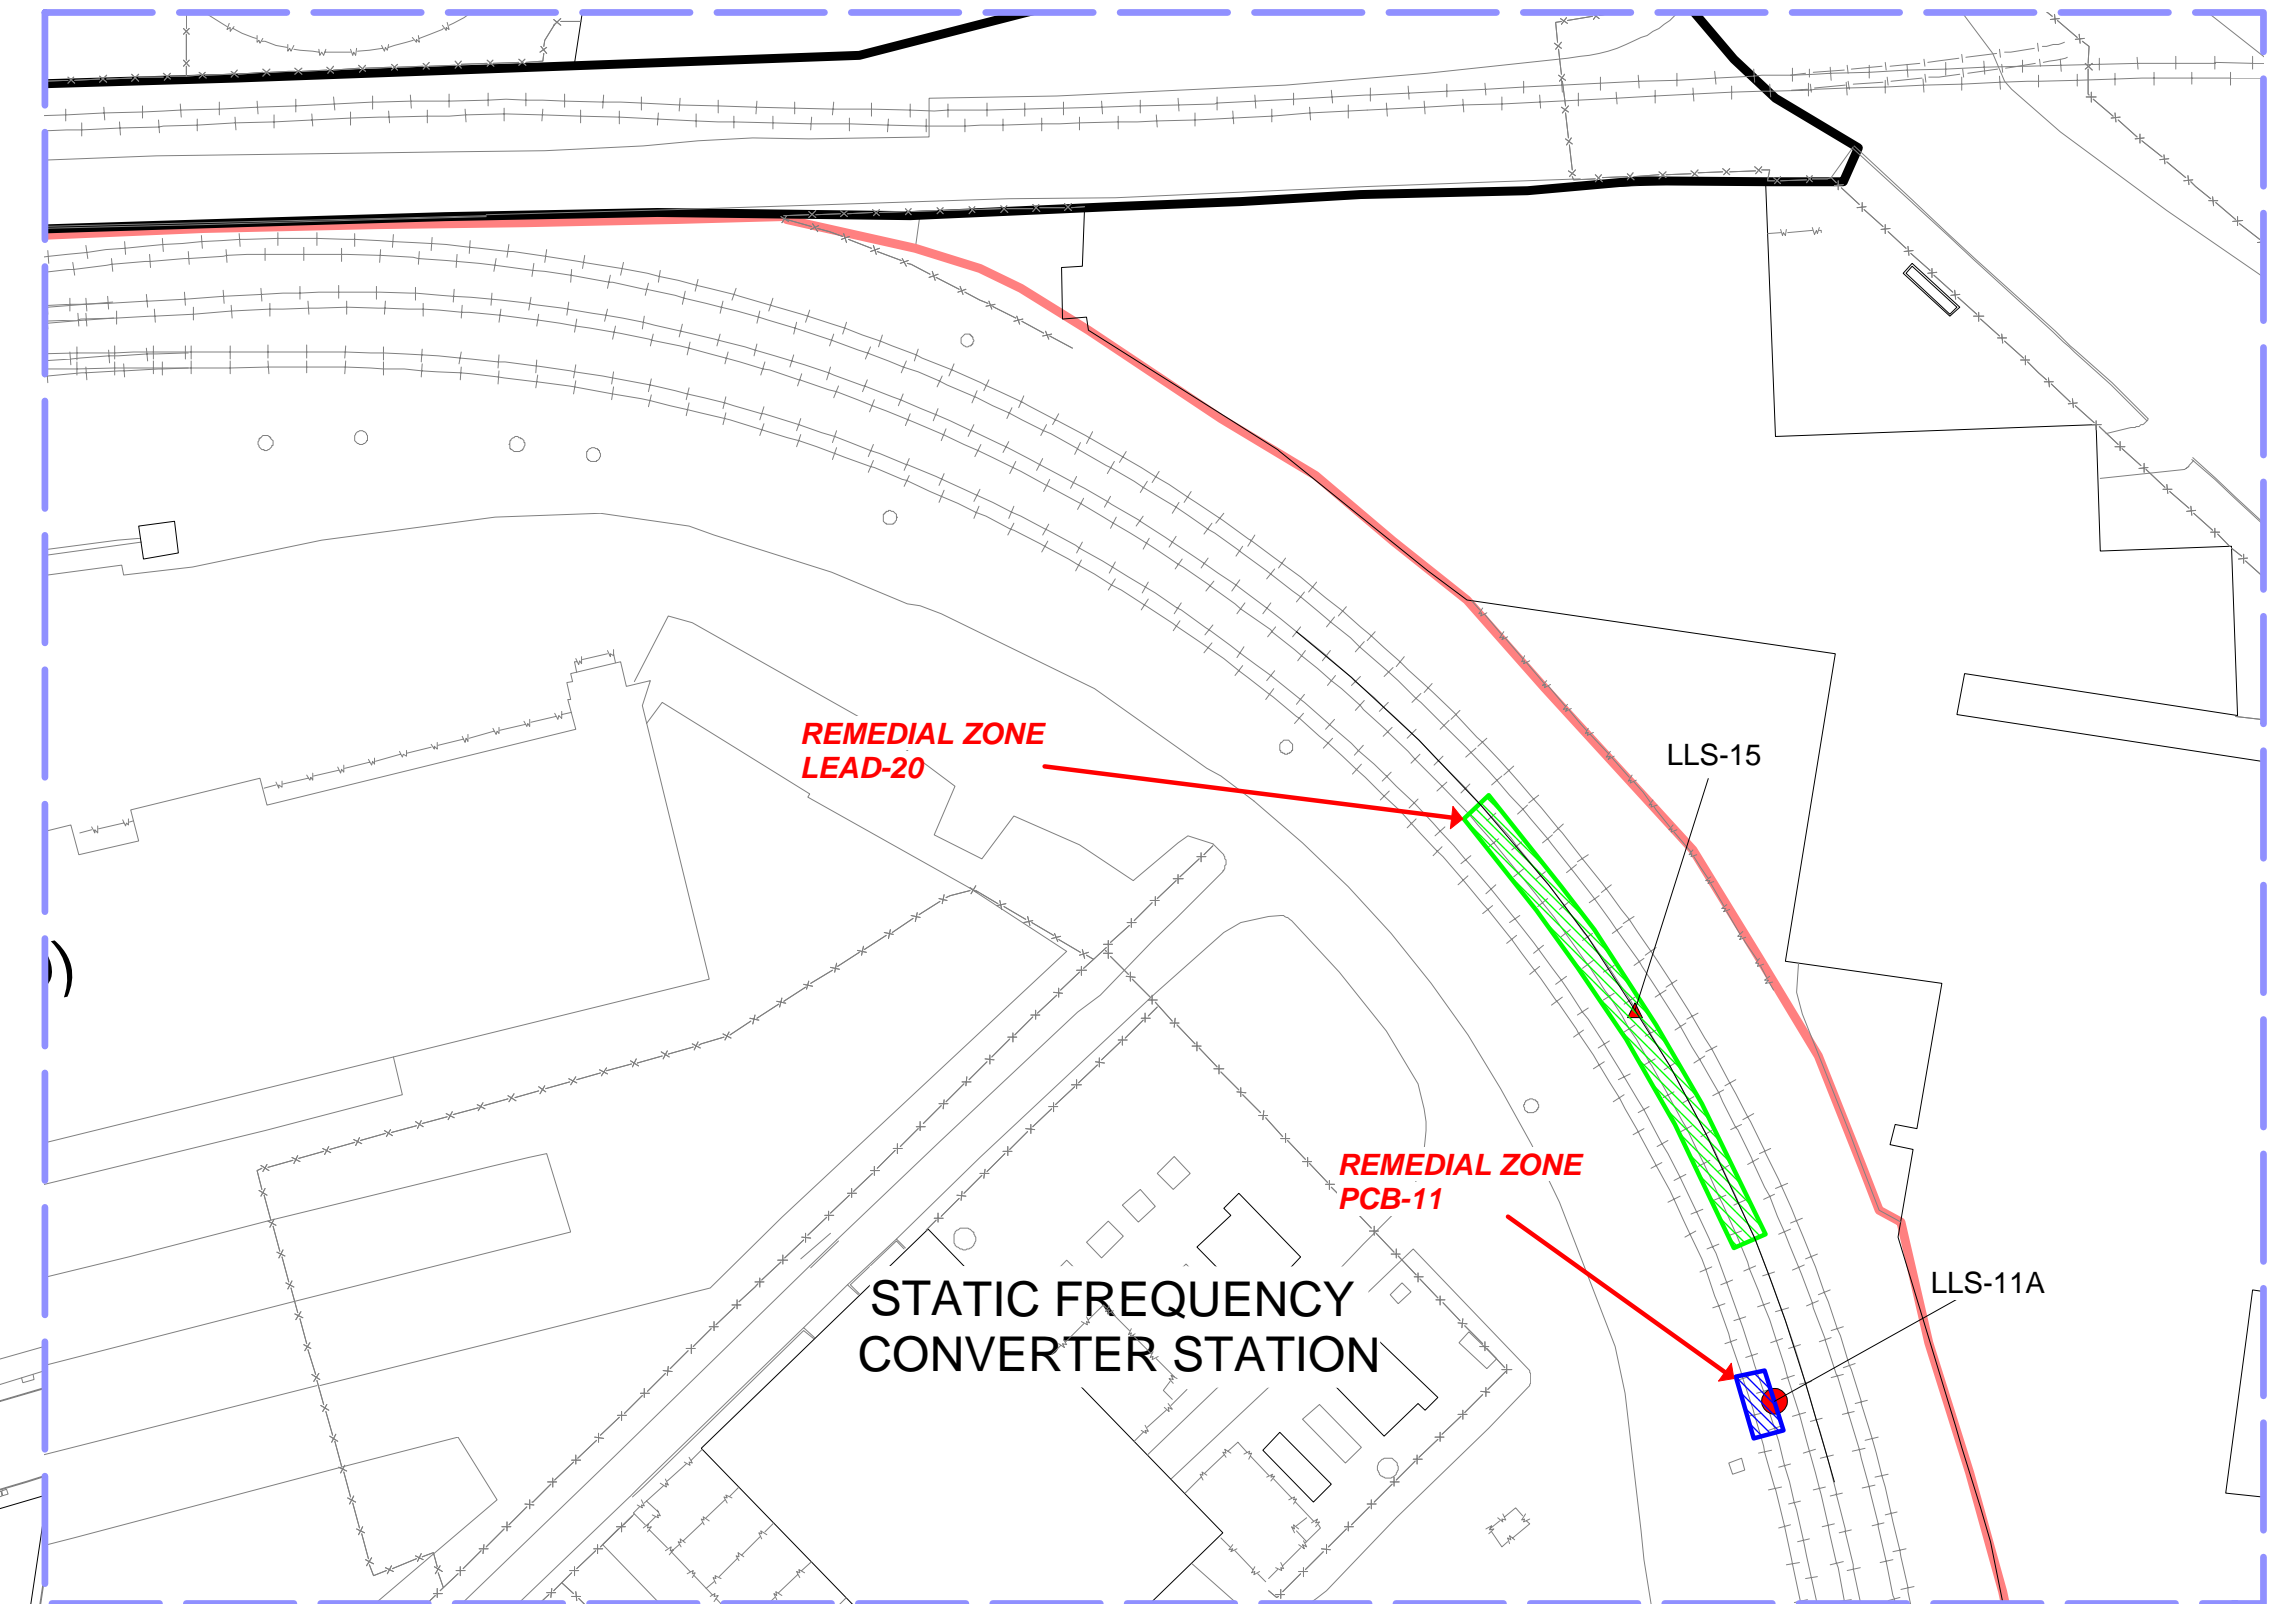 REMEDIAL ZONE
LEAD-20
LLS-15
)
REMEDIAL ZONE
PCB-11
LLS-11A
STATIC FREQUENCY
CONVERTER STATION